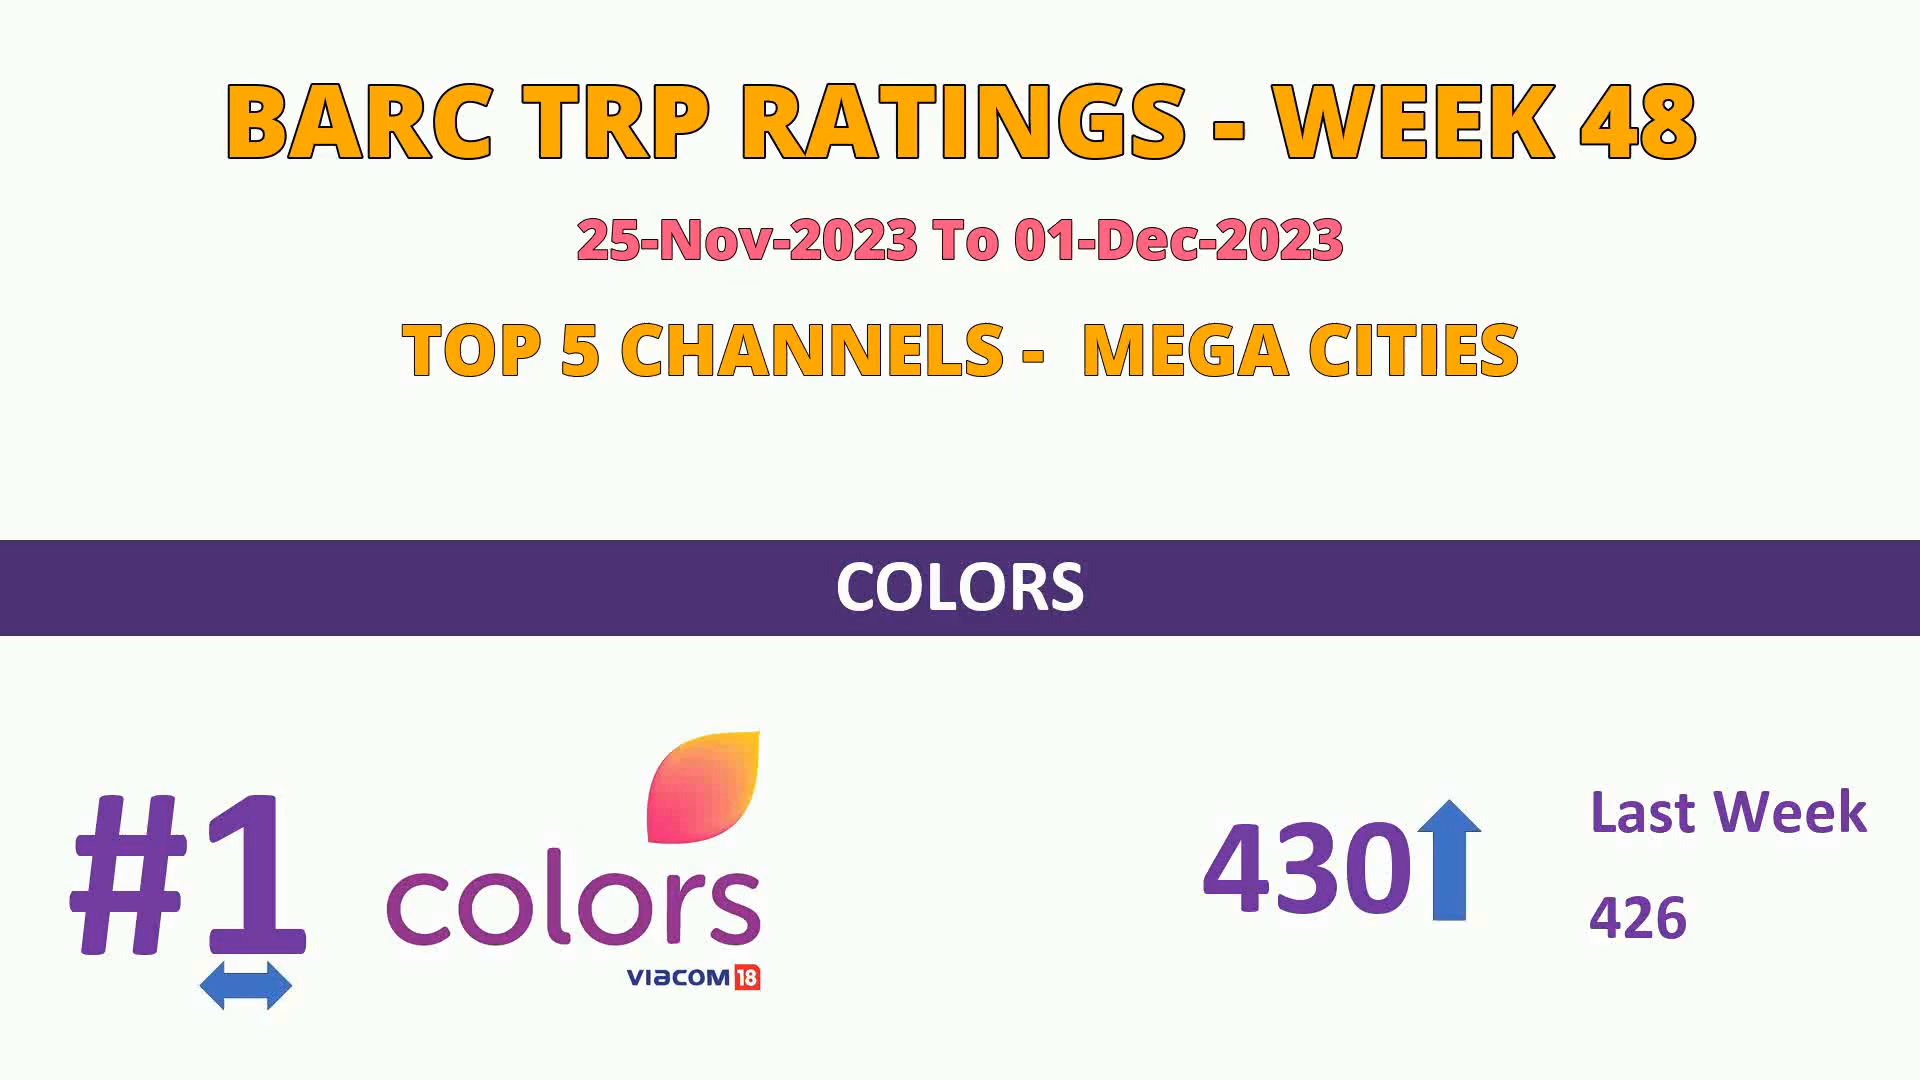 BARC TRP RATINGS - WEEK 48
25-Nov-2023 To 01-Dec-2023
TOP 5 CHANNELS - MEGA CITIES
COLORS
#1
colors
VIACOM 18
430
Last Week
426